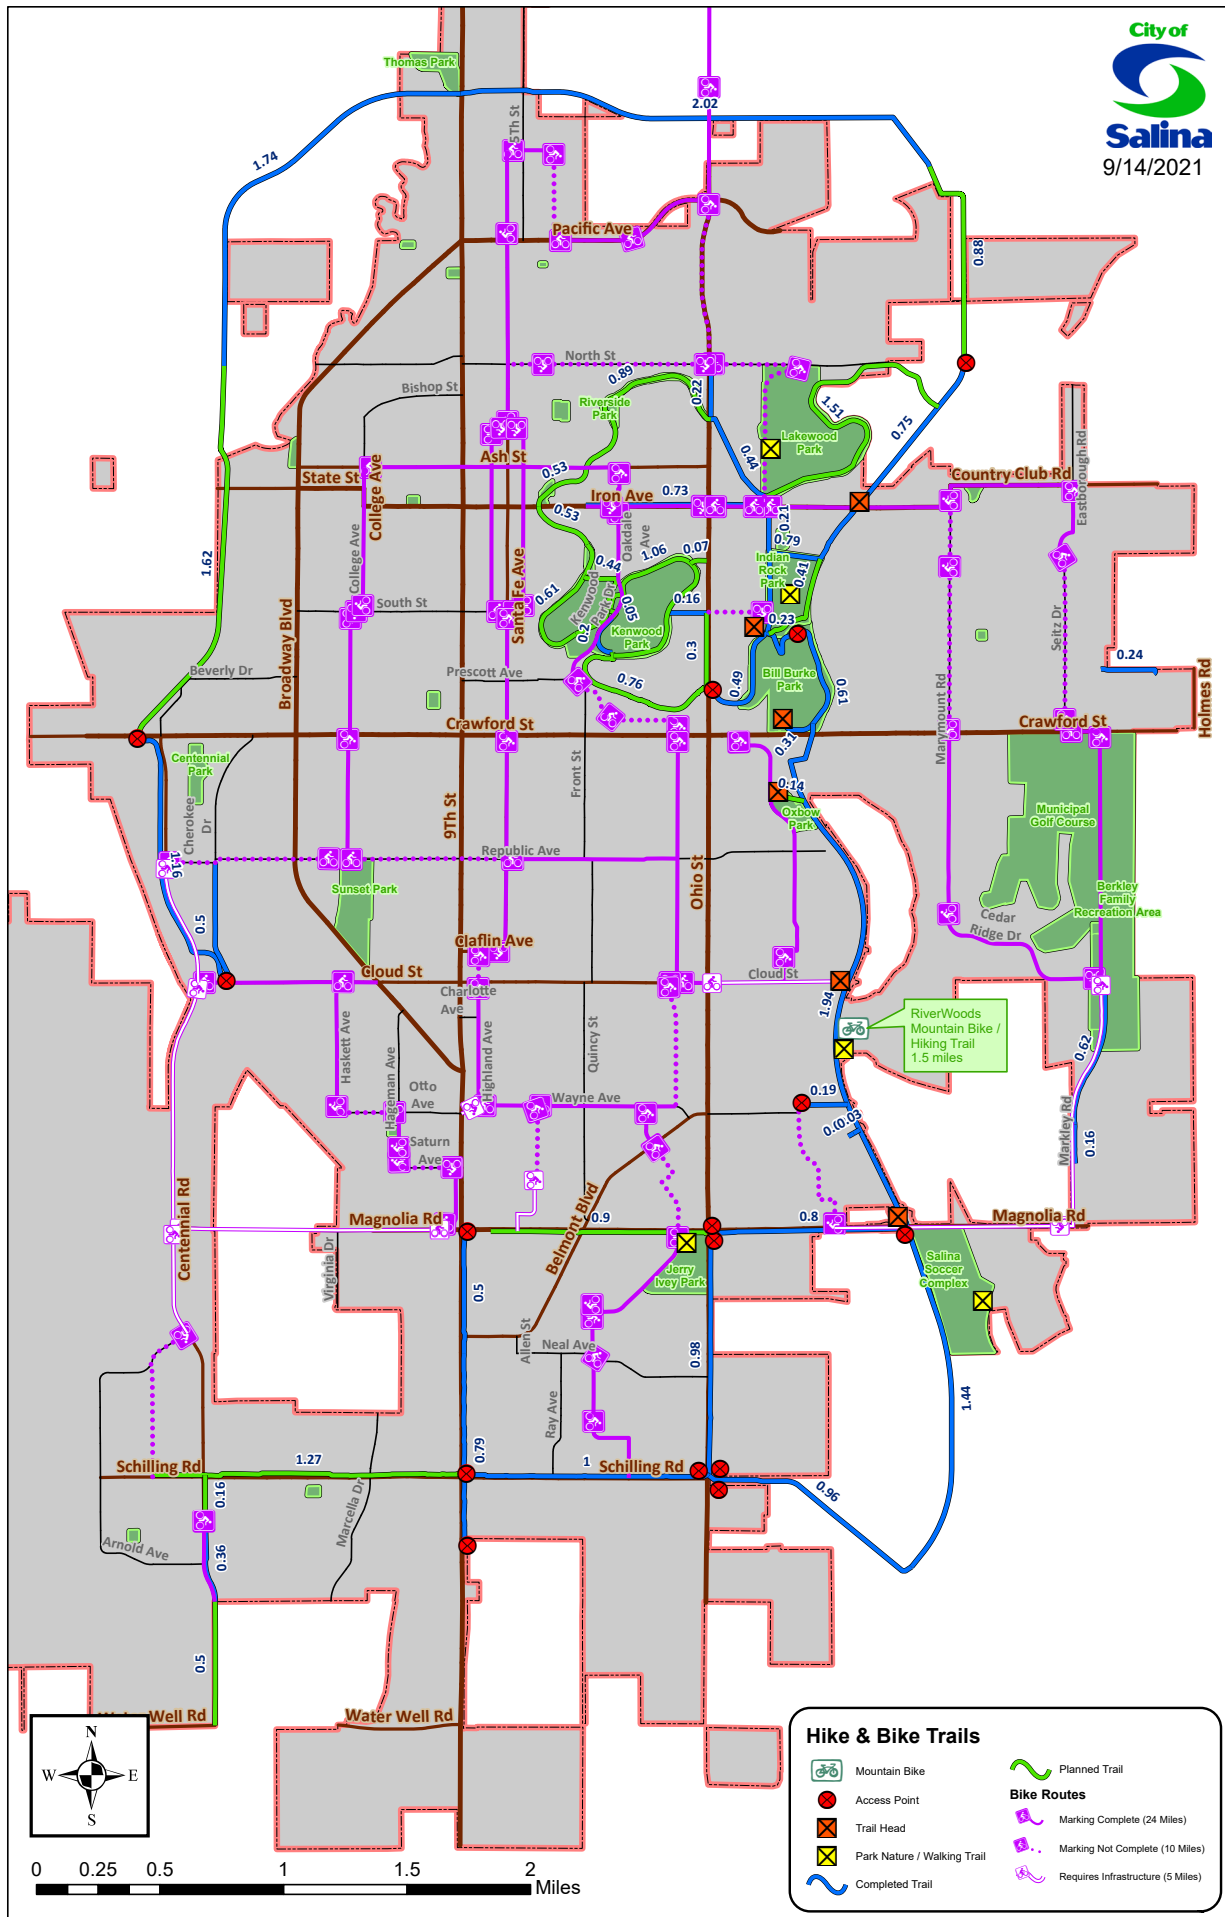 City of
Salina
9/14/2021
Thomas Park
2.02
5Th St
1.74
Pacific Ave
0.88
North St
0.89
Bishop St
0.22
Riverside
Park
1.51
Lakewood
Park
0.75
0.44
Ash St
State St
College Ave
0.53
Country Club Rd
Eastborough Rd
Iron Ave
0.73
0.53
0.21
Oakdale
Ave
0.79
1.06
0.07
0.44
Indian
Rock
Park
0.41
1.62
College Ave
Santa Fe Ave
Kenwood
Park Dr
0.61
0.05
0.16
South St
0.2
Kenwood
Park
0.23
Seitz Dr
0.3
Broadway Blvd
Beverly Dr
Prescott Ave
0.76
0.49
Bill Burke
Park
0.61
0.24
Holmes Rd
Marymount Rd
Crawford St
Crawford St
0.31
Centennial
Park
Front St
0.14
Oxbow
Park
Cherokee
Dr
9Th St
Municipal
Golf Course
Republic Ave
1.16
Sunset Park
Ohio St
Berkley
Family
Recreation Area
0.5
Cedar
Ridge Dr
Claflin Ave
Cloud St
Cloud St
Charlotte
Ave
1.94
RiverWoods
Mountain Bike /
Hiking Trail
1.5 miles
Haskett Ave
Hageman Ave
Highland Ave
Quincy St
0.62
Otto
Ave
Wayne Ave
0.19
0.03
Saturn
Ave
Markley Rd
0.16
Centennial Rd
Magnolia Rd
0.9
0.8
Magnolia Rd
Belmont Blvd
Virginia Dr
Jerry
Ivey Park
Salina
Soccer
Complex
0.5
Allen St
Neal Ave
0.98
1.44
Ray Ave
0.79
Schilling Rd
1.27
1
Schilling Rd
0.96
0.16
Marcella Dr
Arnold Ave
0.36
0.5
Well Rd
Water Well Rd
N
W
E
S
0
0.25
0.5
1
1.5
2
Miles
Hike & Bike Trails
Mountain Bike
Access Point
Trail Head
Park Nature / Walking Trail
Completed Trail
Planned Trail
Bike Routes
Marking Complete (24 Miles)
Marking Not Complete (10 Miles)
Requires Infrastructure (5 Miles)